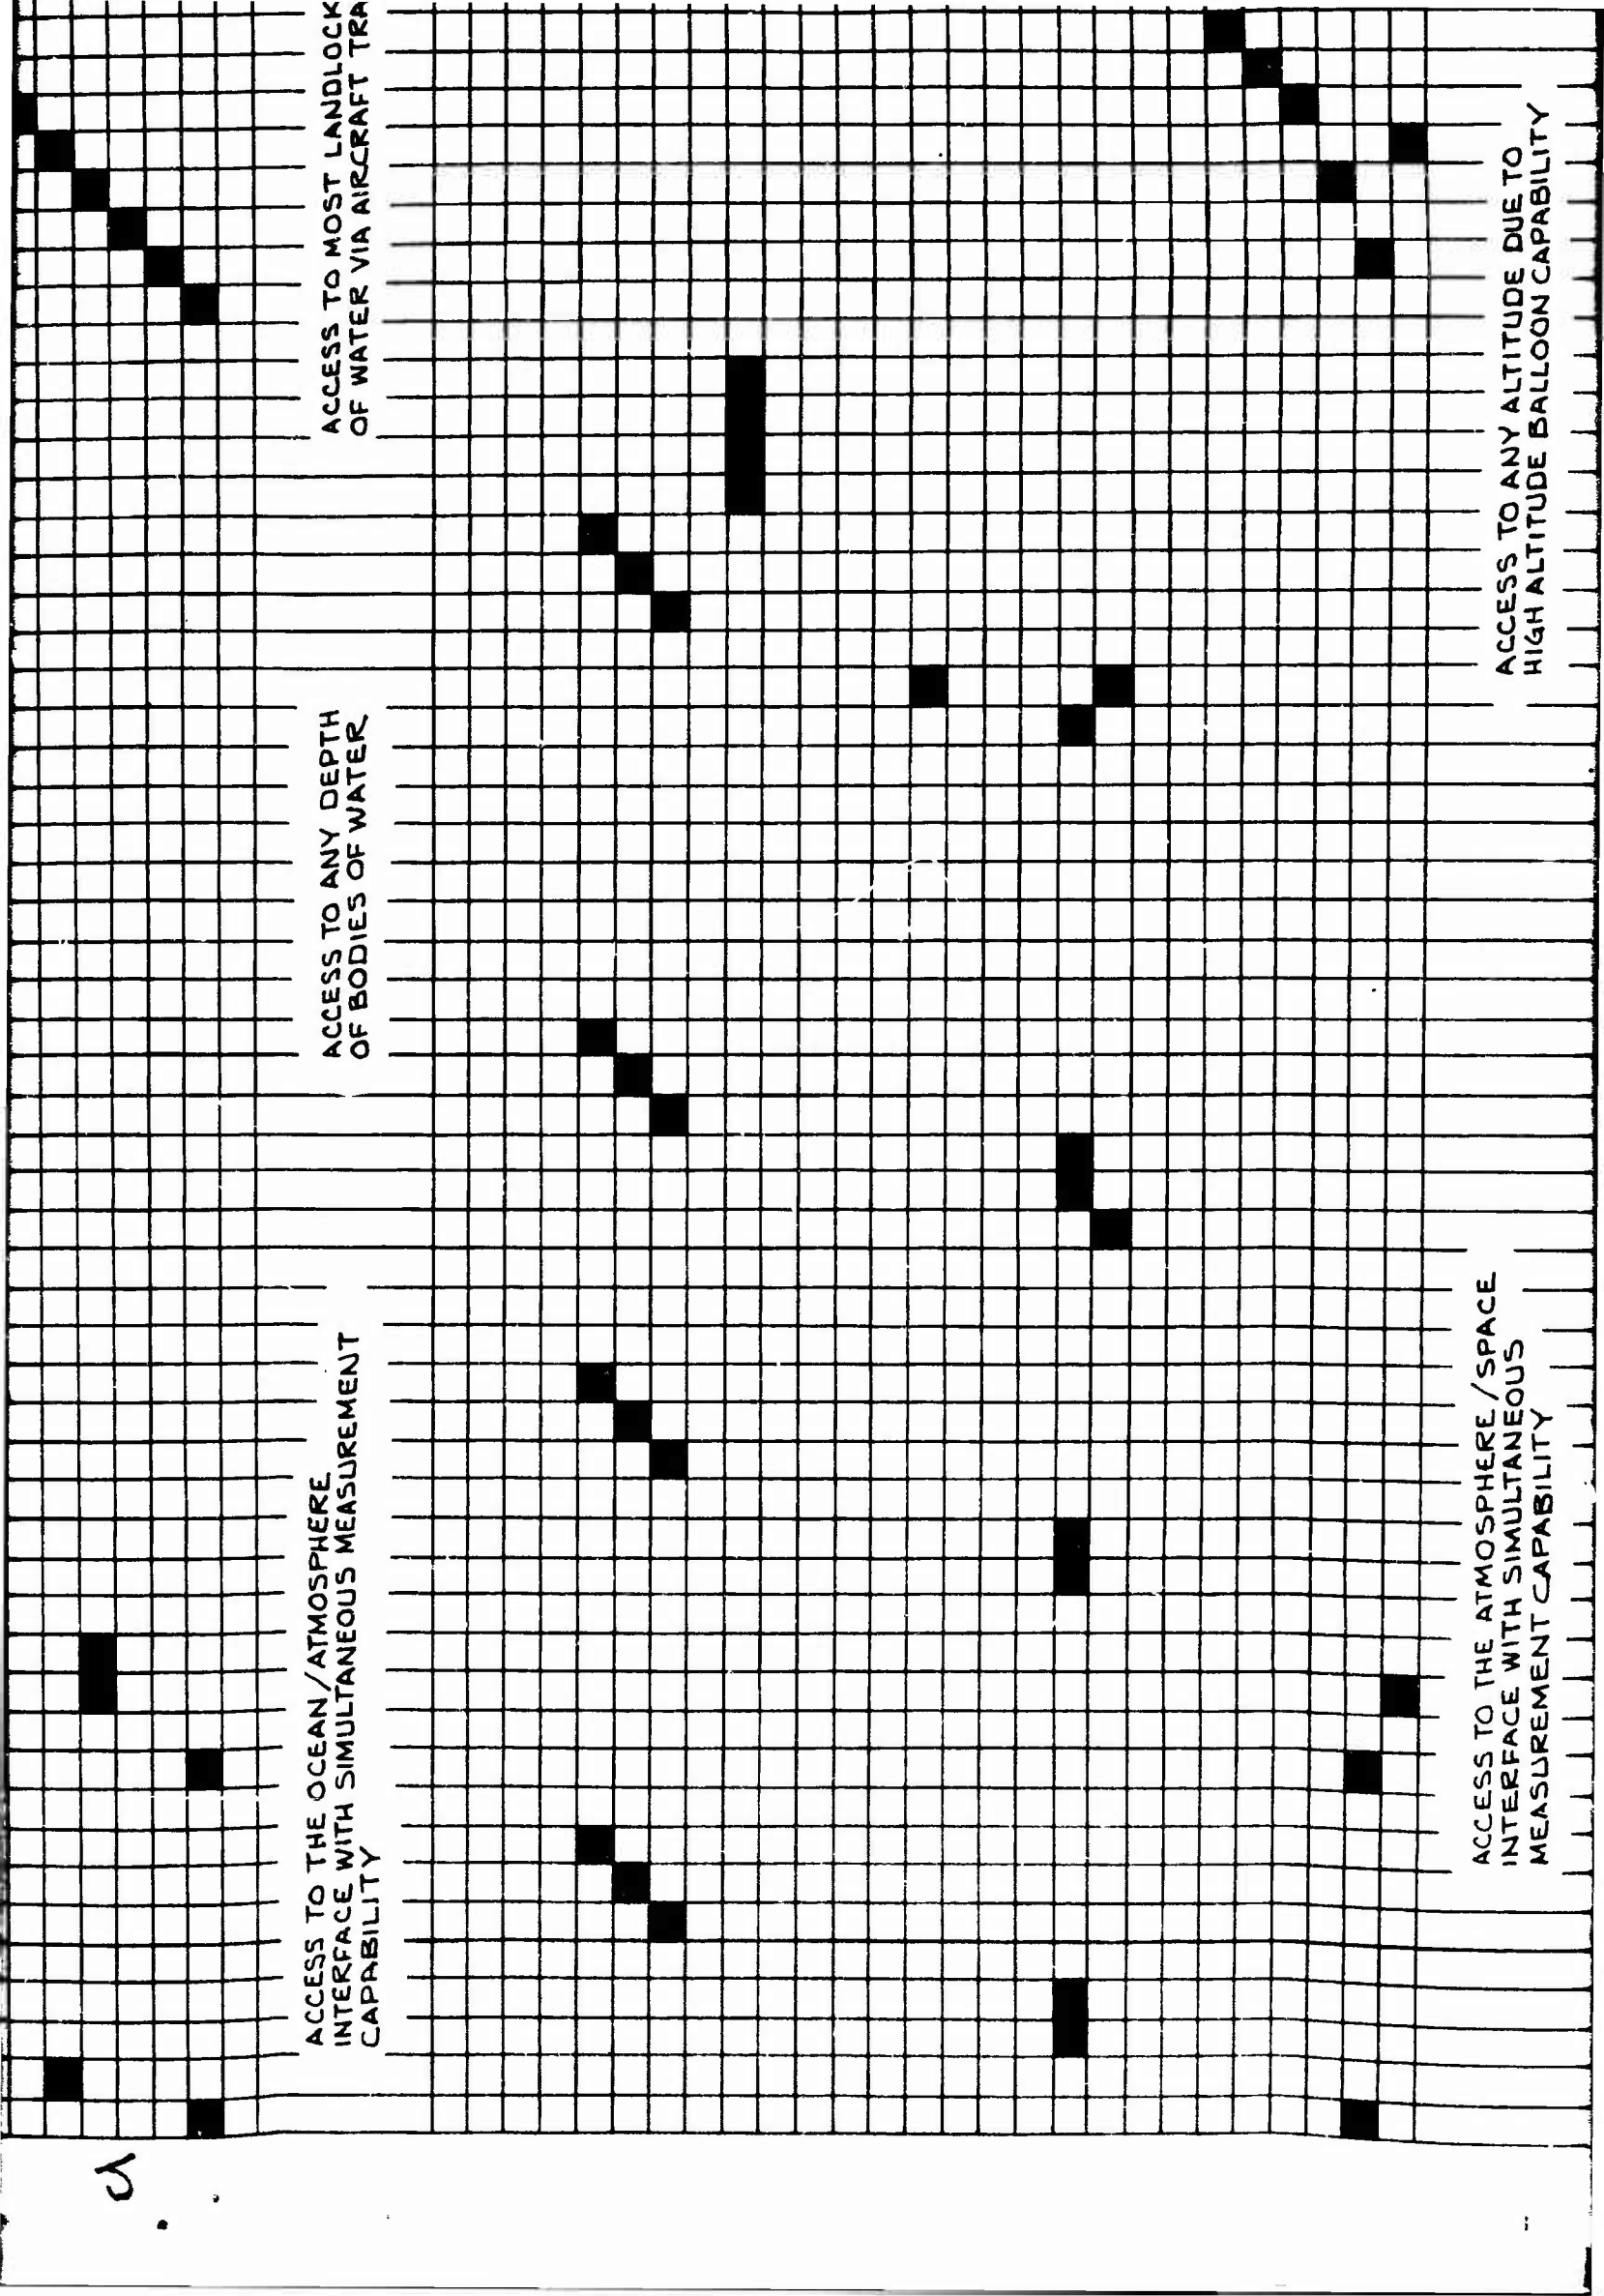 ACCESS TO MOST LANDLOCK
OF WATER VIA AIRCRAFT TRA
ACCESS TO ANY DEPTH
OF BODIES OF WATER
ACCESS TO THE OCEAN/ATMOSPHERE
INTERFACE WITH SIMULTANEOUS MEASUREMENT
CAPABILITY
ACCESS TO ANY ALTITUDE DUE TO
HIGH ALTITUDE BALLOON CAPABILITY
ACCESS TO THE ATMOSPHERE/SPACE
INTERFACE WITH SIMULTANEOUS
MEASUREMENT CAPABILITY